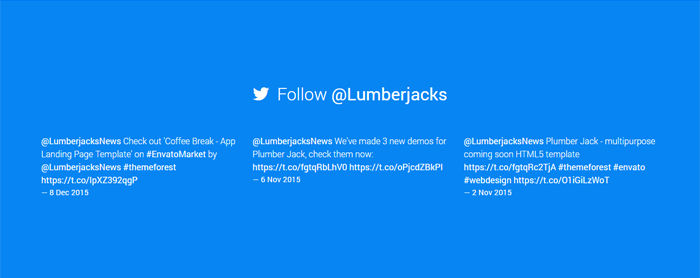 Follow @Lumberjacks
@LumberjacksNews Check out 'Coffee Break - App
Landing Page Template' on #EnvatoMarket by
@LumberjacksNews #themeforest
https://t.co/IpXZ392qgP
— 8 Dec 2015
@LumberjacksNews We've made 3 new demos for
Plumber Jack, check them now:
https://t.co/fgtqRbLhV0 https://t.co/oPjcdZBkPl
— 6 Nov 2015
@LumberjacksNews Plumber Jack - multipurpose
coming soon HTML5 template
https://t.co/fgtqRc2TjA #themeforest #envato
#webdesign https://t.co/O1iGiLzWoT
— 2 Nov 2015